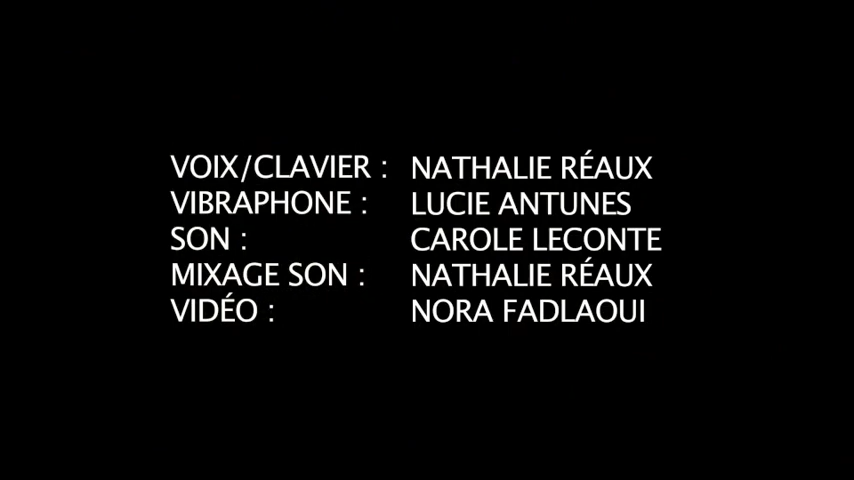 VOIX/CLAVIER : NATHALIE RÉAUX
VIBRAPHONE : LUCIE ANTUNES
SON : CAROLE LECONTE
MIXAGE SON : NATHALIE RÉAUX
VIDÉO : NORA FADLAOUI